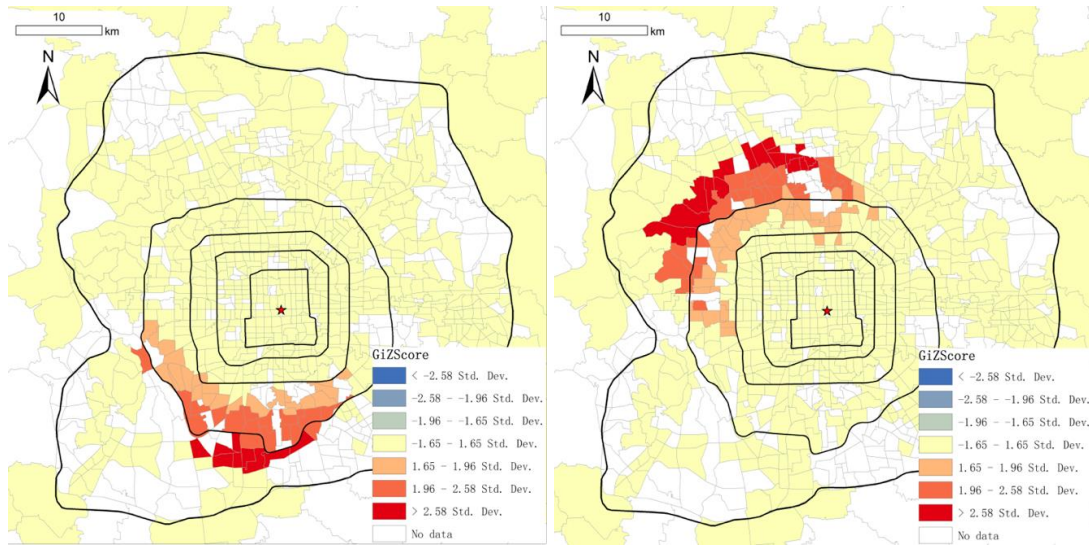 10
km
N
GiZScore
< -2.58 Std. Dev.
-2.58 - -1.96 Std. Dev.
-1.96 - -1.65 Std. Dev.
-1.65 - 1.65 Std. Dev.
1.65 - 1.96 Std. Dev.
1.96 - 2.58 Std. Dev.
> 2.58 Std. Dev.
No data
10
km
N
GiZScore
< -2.58 Std. Dev.
-2.58 - -1.96 Std. Dev.
-1.96 - -1.65 Std. Dev.
-1.65 - 1.65 Std. Dev.
1.65 - 1.96 Std. Dev.
1.96 - 2.58 Std. Dev.
> 2.58 Std. Dev.
No data